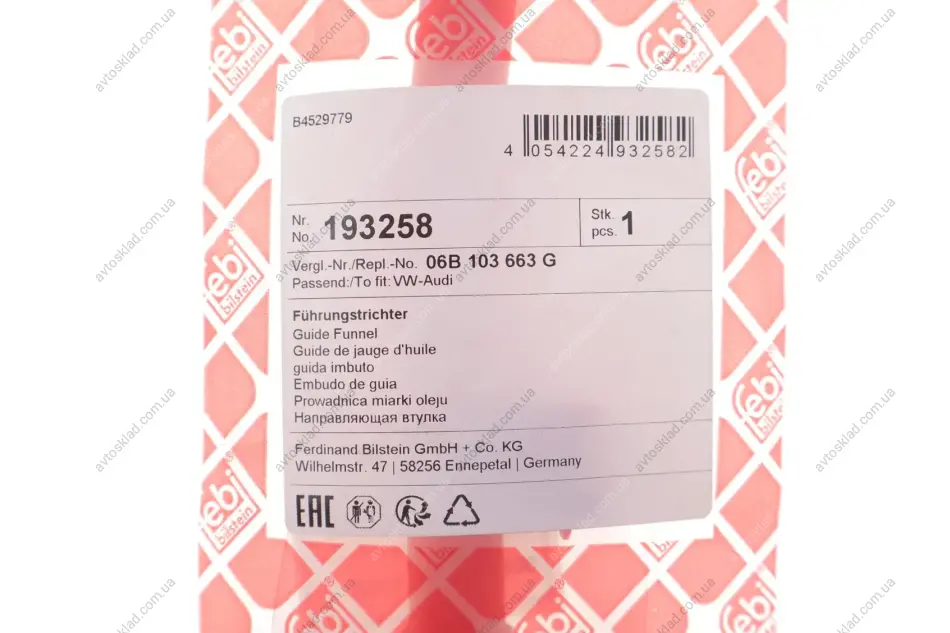 B4529779
4 054224 932582
Nr.
No. 193258
Stk.
pcs. 1
Vergl.-Nr./Repl.-No. 06B 103 663 G
Passend:/To fit: VW-Audi
Führungstrichter
Guide Funnel
Guide de jauge d'huile
guida imbuto
Embudo de guia
Prowadnica miarki oleju
Направляющая втулка
Ferdinand Bilstein GmbH + Co. KG
Wilhelmstr. 47 | 58256 Ennepetal | Germany
EAC
febi
bilstein
avtosklad.com.ua